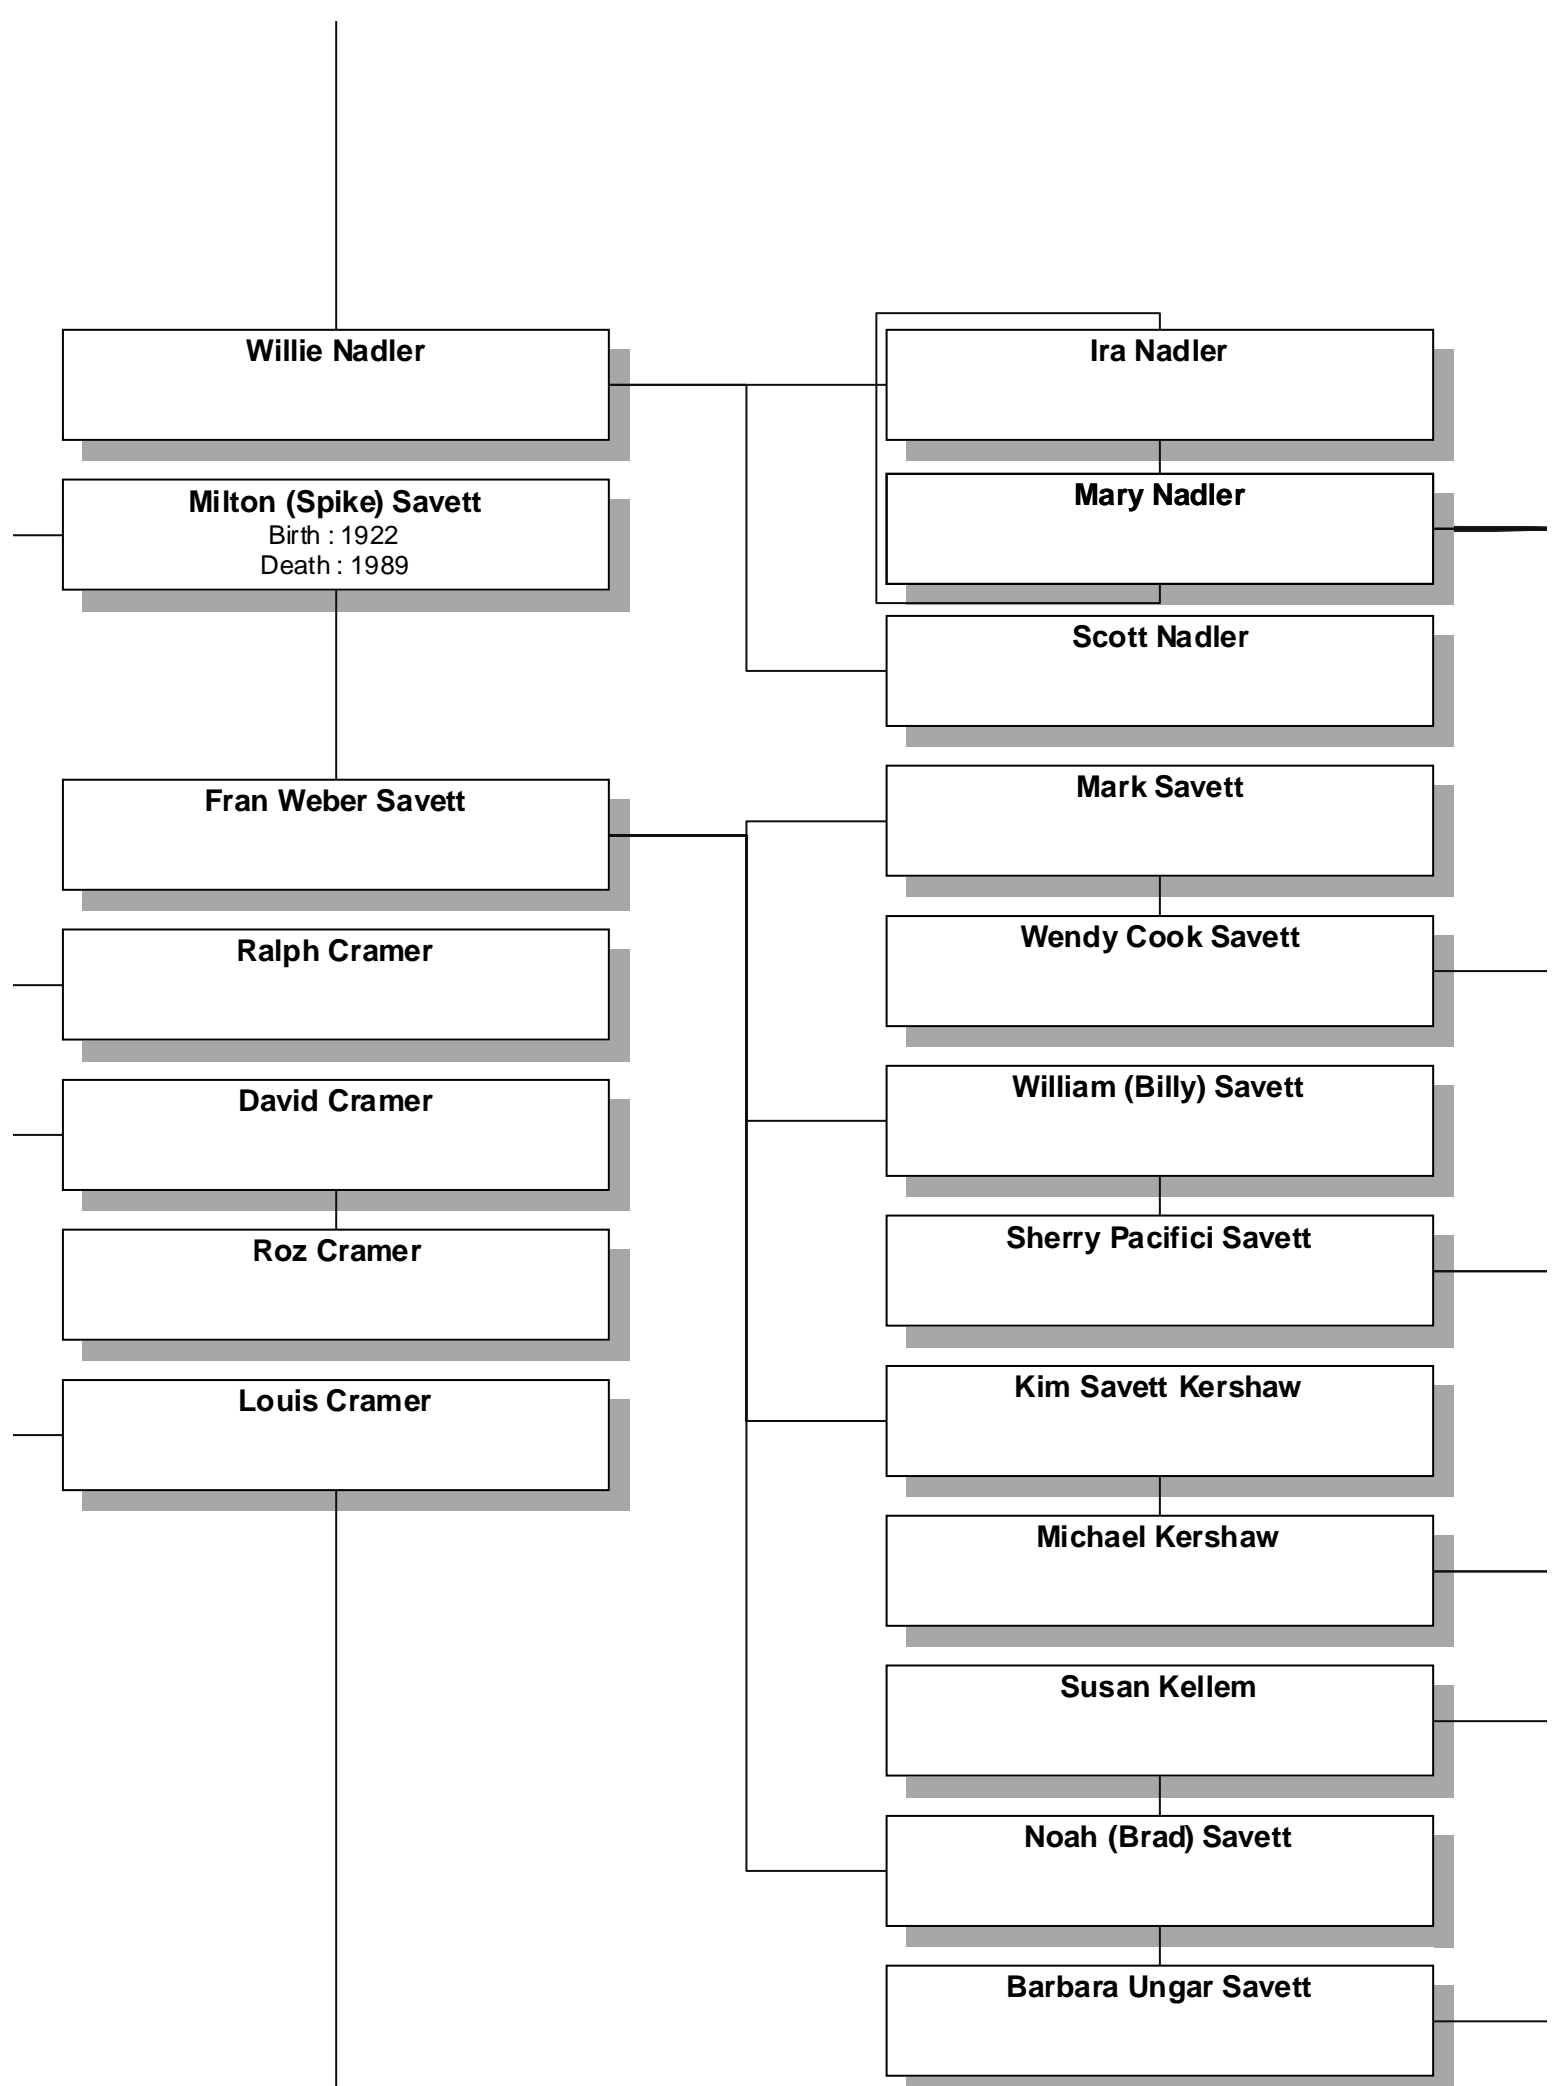 Willie Nadler
Milton (Spike) Savett
Birth : 1922
Death : 1989
Fran Weber Savett
Ralph Cramer
David Cramer
Roz Cramer
Louis Cramer
Ira Nadler
Mary Nadler
Scott Nadler
Mark Savett
Wendy Cook Savett
William (Billy) Savett
Sherry Pacifici Savett
Kim Savett Kershaw
Michael Kershaw
Susan Kellem
Noah (Brad) Savett
Barbara Ungar Savett